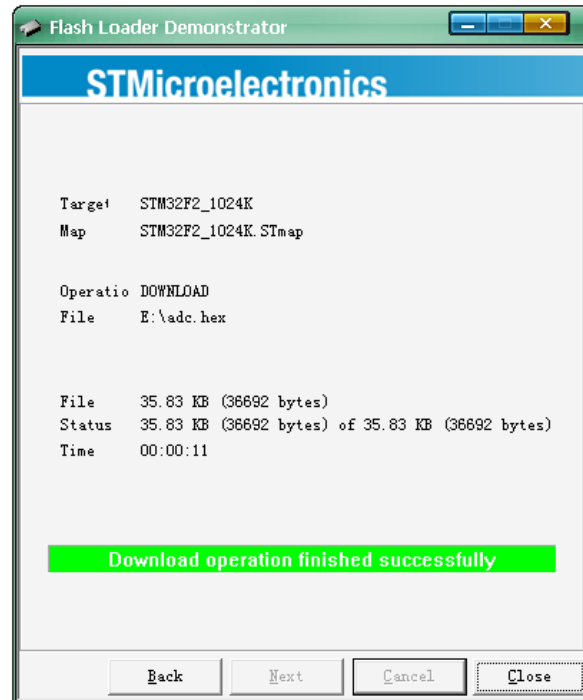 Flash Loader Demonstrator
STMicroelectronics
Target STM32F2_1024K
Map STM32F2_1024K.STmap
Operatio DOWNLOAD
File E:\adc.hex
File 35.83 KB (36692 bytes)
Status 35.83 KB (36692 bytes) of 35.83 KB (36692 bytes)
Time 00:00:11
Download operation finished successfully
Back Next Cancel Close